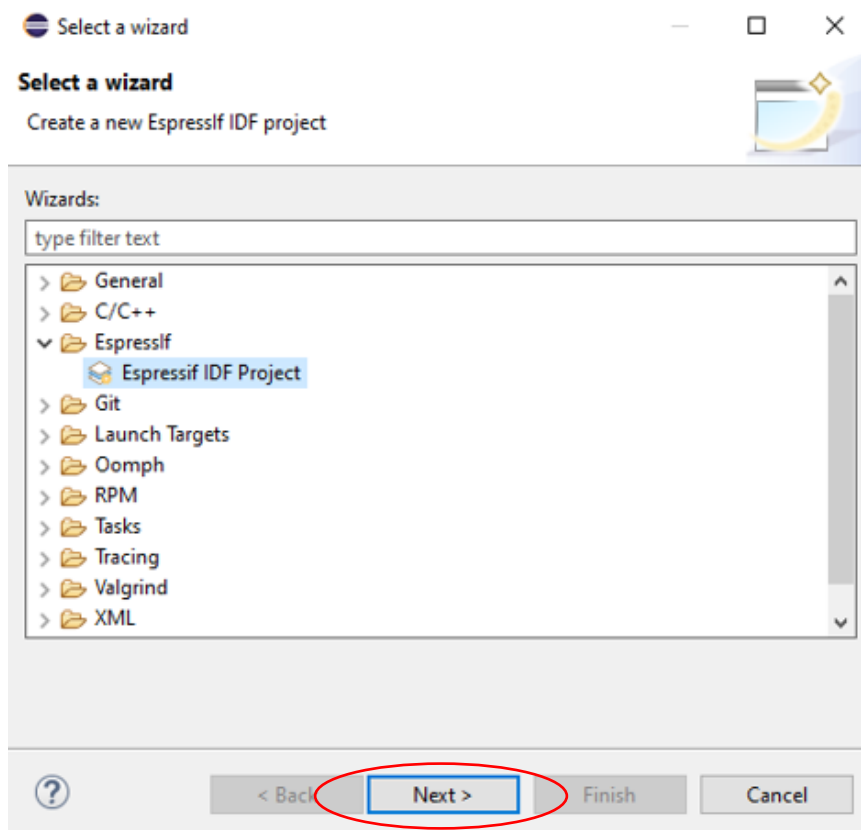 Select a wizard
Select a wizard
Create a new EspressIf IDF project
Wizards:
type filter text
General
C/C++
EspressIf
Espressif IDF Project
Git
Launch Targets
Oomph
RPM
Tasks
Tracing
Valgrind
XML
? < Back Next > Finish Cancel